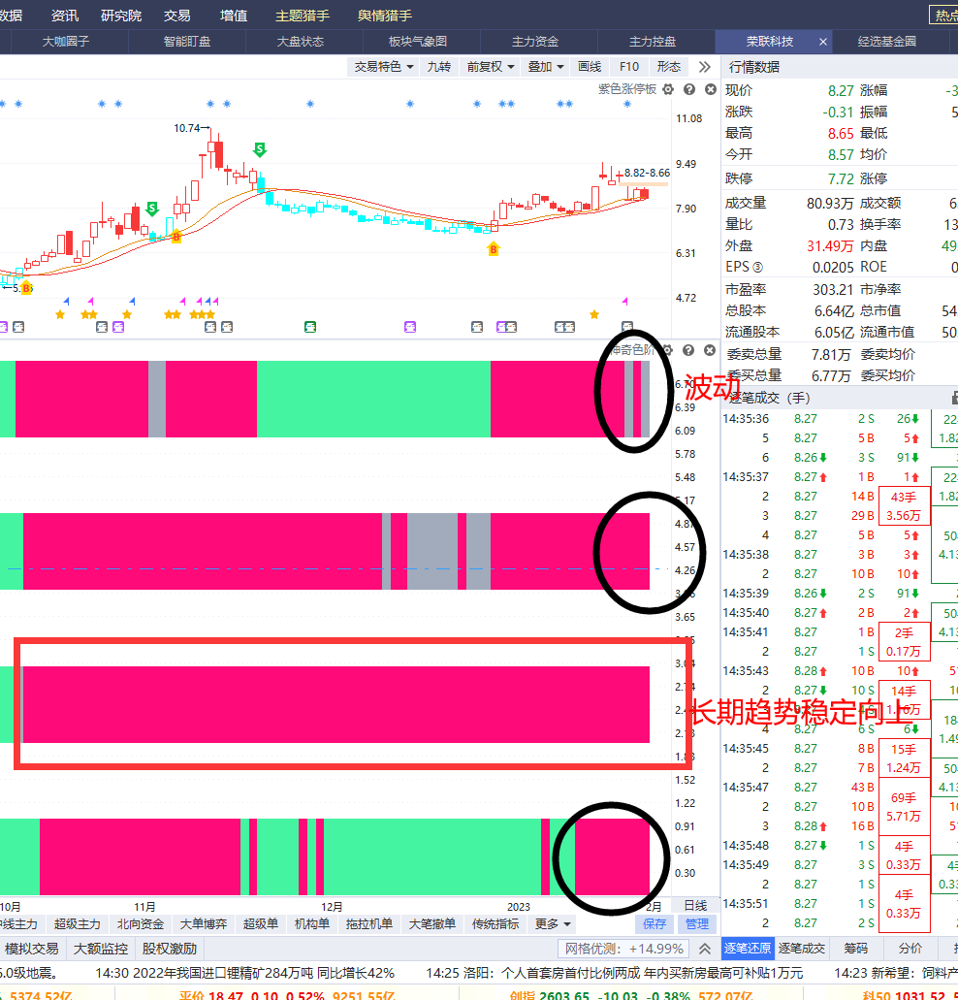 数据 资讯 研究院 交易 增值 主题猎手 舆情猎手 热点
大咖圈子 智能盯盘 大盘状态 板块气象图 主力资金 主力控盘 荣联科技 × 经选基金圈
交易特色 九转 前复权 叠加 画线 F10 形态
行情数据
紫色涨停板
现价 8.27 涨幅 -3
涨跌 -0.31 振幅 5
最高 8.65 最低
今开 8.57 均价
跌停 7.72 涨停
成交量 80.93万 成交额 6
量比 0.73 换手率 13
外盘 31.49万 内盘 49
EPS③ 0.0205 ROE 0
市盈率 303.21 市净率
总股本 6.64亿 总市值 54
流通股本 6.05亿 流通市值 50
委卖总量 7.81万 委卖均价
委买总量 6.77万 委买均价
11.08
10.74
9.49
8.82-8.66
7.90
6.31
4.72
S
S
B
B
B
神奇色阶
波动
6.70
6.39
6.09
5.78
5.48
5.17
4.87
4.57
4.26
3.65
3.04
2.13
1.52
1.22
0.91
0.61
0.30
长期趋势稳定向上
逐笔成交 (手)
14:35:36 8.27 2 S 26 22
5 8.27 5 B 5 1.82
6 8.26 3 S 91
14:35:37 8.27 1 B 1 22
2 8.27 14 B 43手 1.82
3 8.27 29 B 3.56万
4 8.27 5 B 5 50
14:35:38 8.27 3 B 3 4.13
2 8.27 10 B 10
14:35:39 8.26 2 S 91
14:35:40 8.27 2 B 2 50
14:35:41 8.27 1 B 2手 4.13
2 8.27 1 S 0.17万
14:35:43 8.28 10 B 10 51
2 8.27 10 S 14手 10
4 8.27 6 S 6 1.49
14:35:45 8.27 8 B 15手
2 8.27 7 B 1.24万 50
14:35:47 8.27 43 B 69手 4.13
2 8.27 10 B 5.71万 10
3 8.28 16 B 51
14:35:48 8.27 1 S 4手
14:35:49 8.27 3 S 0.33万 4手
2 8.27 1 S 4手 0.33
14:35:51 8.27 1 S 0.33万
2 8.27 2 S
10月 11月 12月 2023 2月 日线
中线主力 超级主力 北向资金 大单博弈 超级单 机构单 拖拉机单 大笔撤单 传统指标 更多 保存 管理
模拟交易 大额监控 股权激励 网格优测: +14.99% 逐笔还原 逐笔成交 筹码 分价
5.0级地震。 14:30 2022年我国进口锂精矿284万吨 同比增长42% 14:25 洛阳：个人首套房首付比例两成 年内买新房最高可补贴1万元 14:23 新希望：饲料产
5374.52亿 平价 18.47 0.10 0.52% 9251.55亿 创指 2603.65 -10.03 -0.38% 572.07亿 科50 1031.52